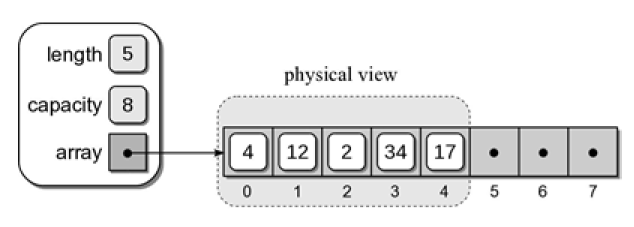 length 5
capacity 8
array
physical view
4 12 2 34 17
0 1 2 3 4 5 6 7